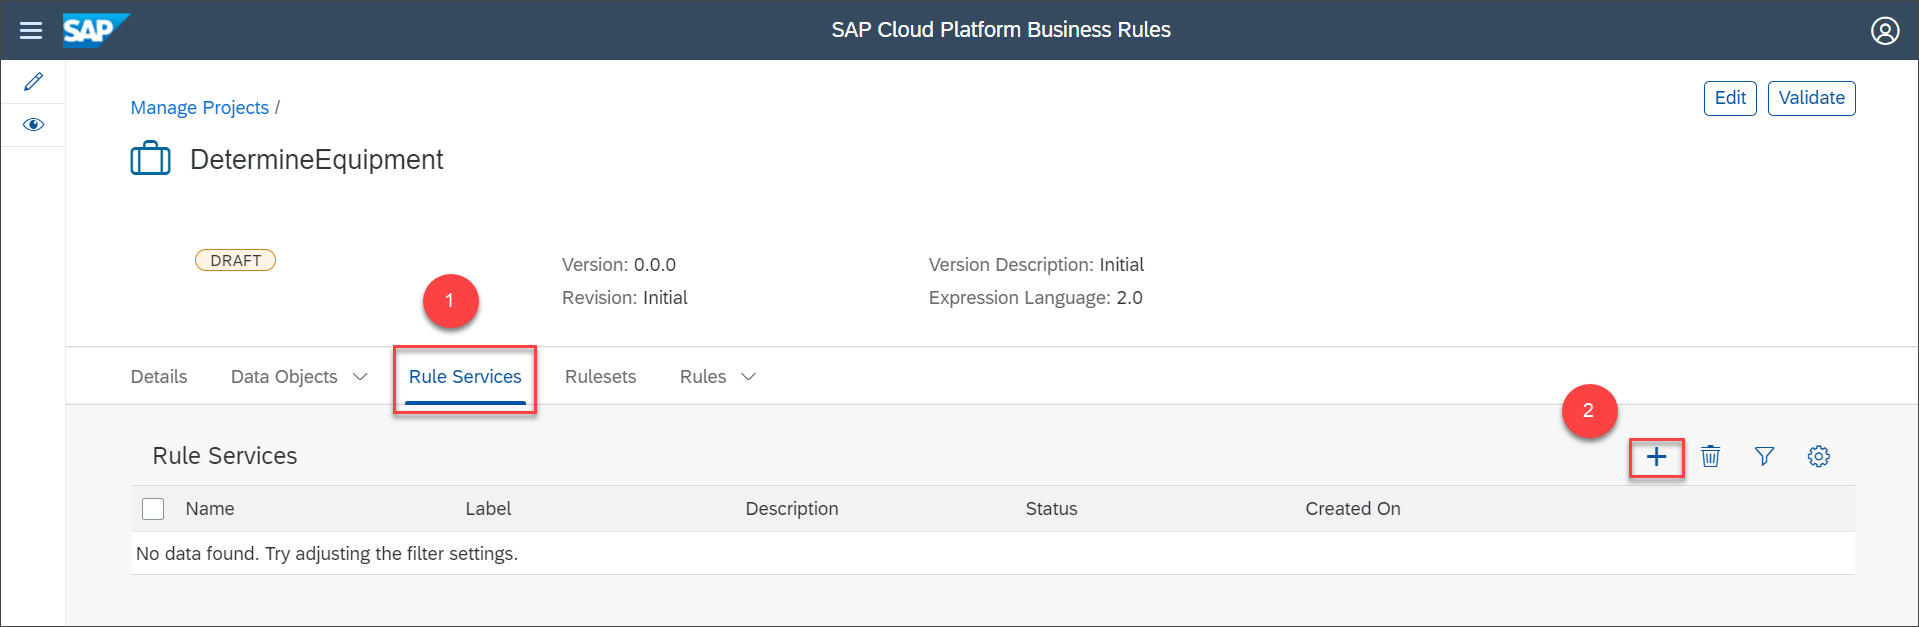 SAP
SAP Cloud Platform Business Rules
Manage Projects /
Edit
Validate
DetermineEquipment
DRAFT
Version: 0.0.0
Version Description: Initial
Revision: Initial
Expression Language: 2.0
1
Details
Data Objects
Rule Services
Rulesets
Rules
2
Rule Services
Name
Label
Description
Status
Created On
No data found. Try adjusting the filter settings.